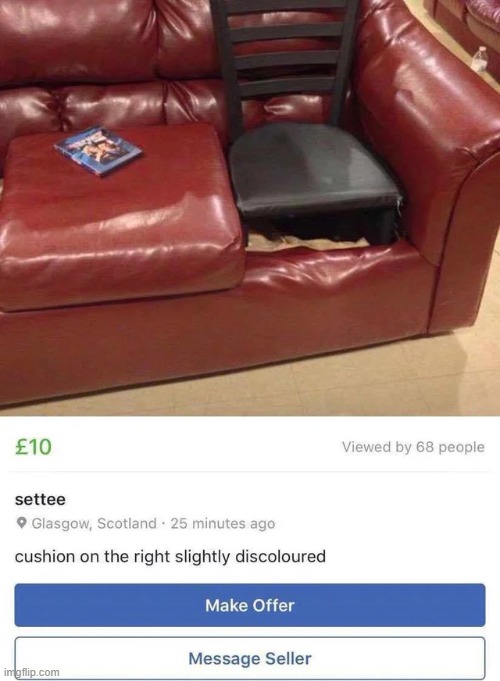 £10
Viewed by 68 people
settee
Glasgow, Scotland · 25 minutes ago
cushion on the right slightly discoloured
Make Offer
Message Seller
imgflip.com